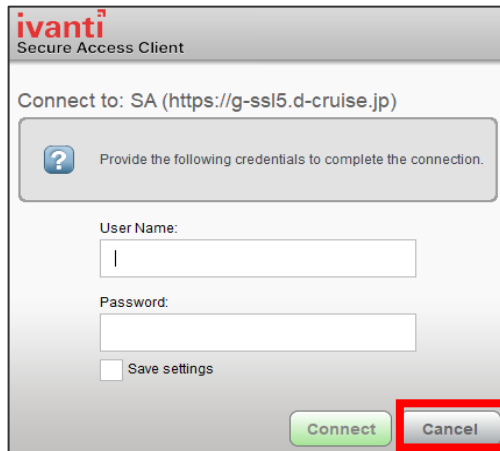 ivanti
Secure Access Client
Connect to: SA (https://g-ssl5.d-cruise.jp)
Provide the following credentials to complete the connection.
User Name:
Password:
Save settings
Connect
Cancel